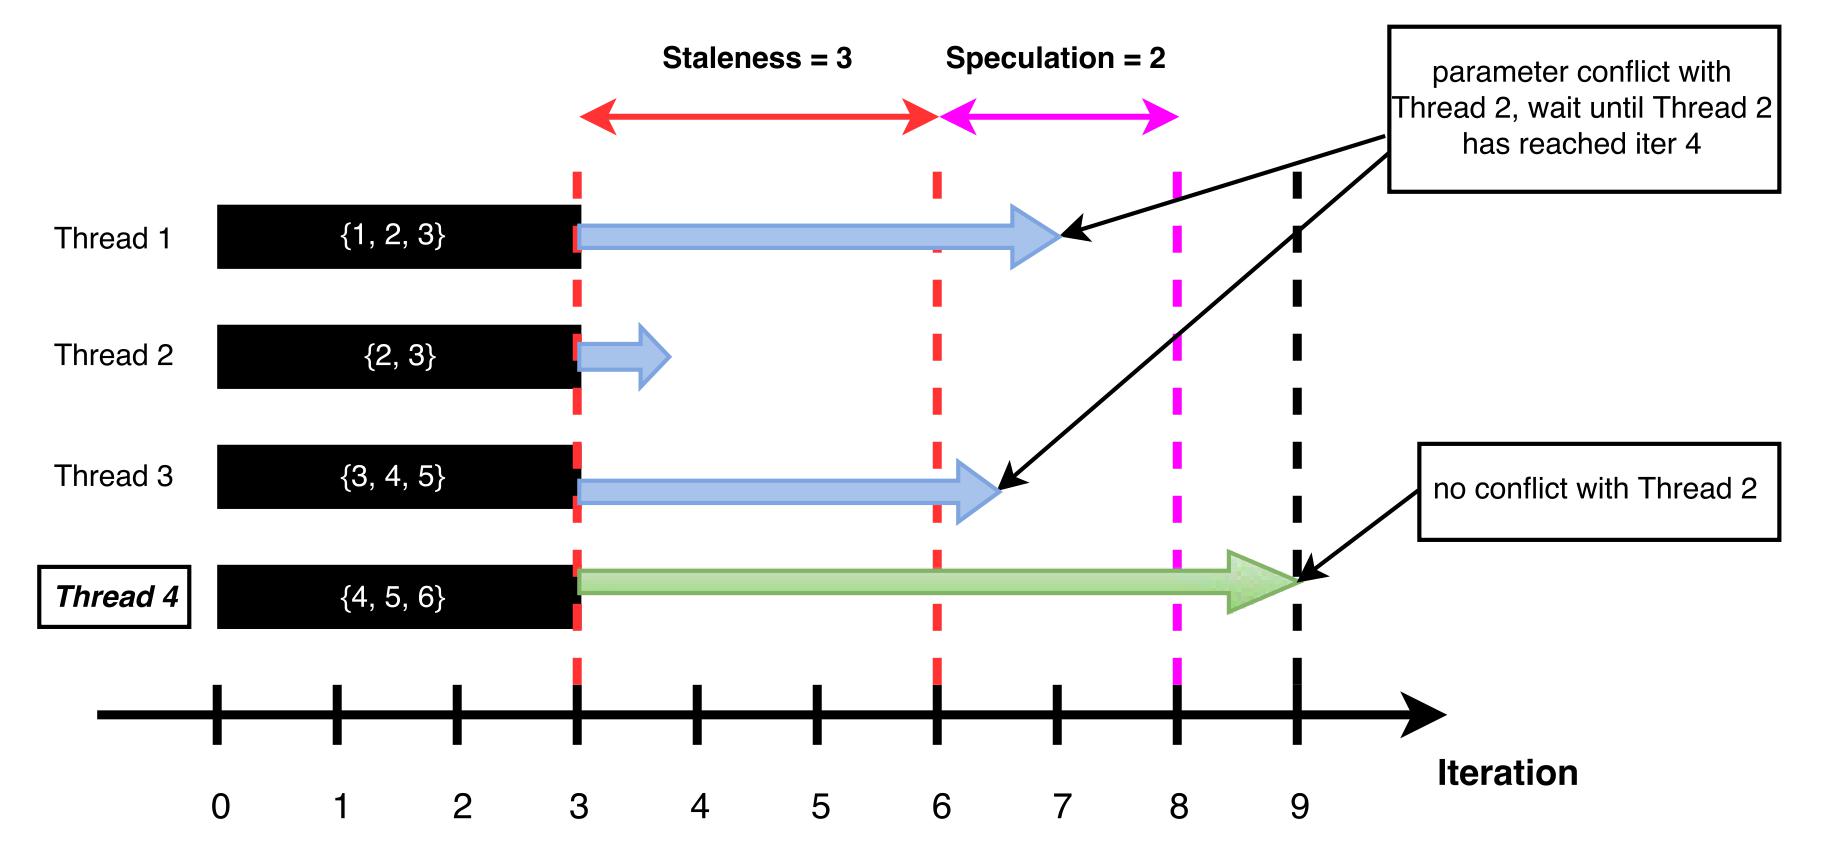 Staleness = 3
Speculation = 2
parameter conflict with
Thread 2, wait until Thread 2
has reached iter 4
Thread 1
{1, 2, 3}
Thread 2
{2, 3}
Thread 3
{3, 4, 5}
no conflict with Thread 2
Thread 4
{4, 5, 6}
Iteration
0 1 2 3 4 5 6 7 8 9